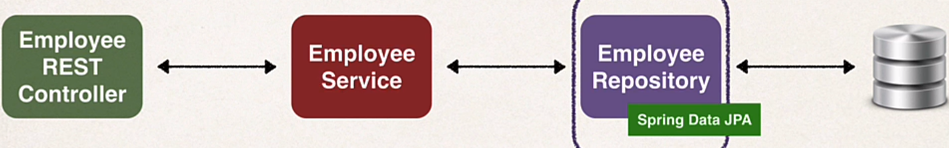 Employee
REST
Controller
Employee
Service
Employee
Repository
Spring Data JPA